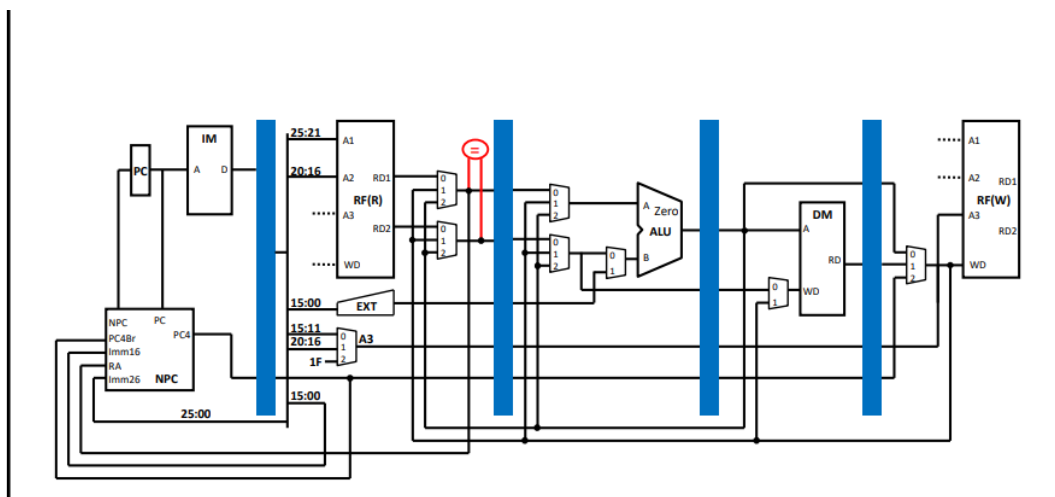 IM
A D
PC
25:21
20:16
A1
A2 RD1
RF(R)
A3
RD2
WD
0
1
2
0
1
2
=
0
1
2
0
1
2
0
1
A Zero
ALU
B
DM
A
RD
WD
0
1
0
1
2
A1
A2 RD1
RF(W)
A3
RD2
WD
15:00
EXT
15:11
20:16
1F
0
1
2
A3
NPC PC
PC4
PC4Br
Imm16
RA
Imm26 NPC
15:00
25:00